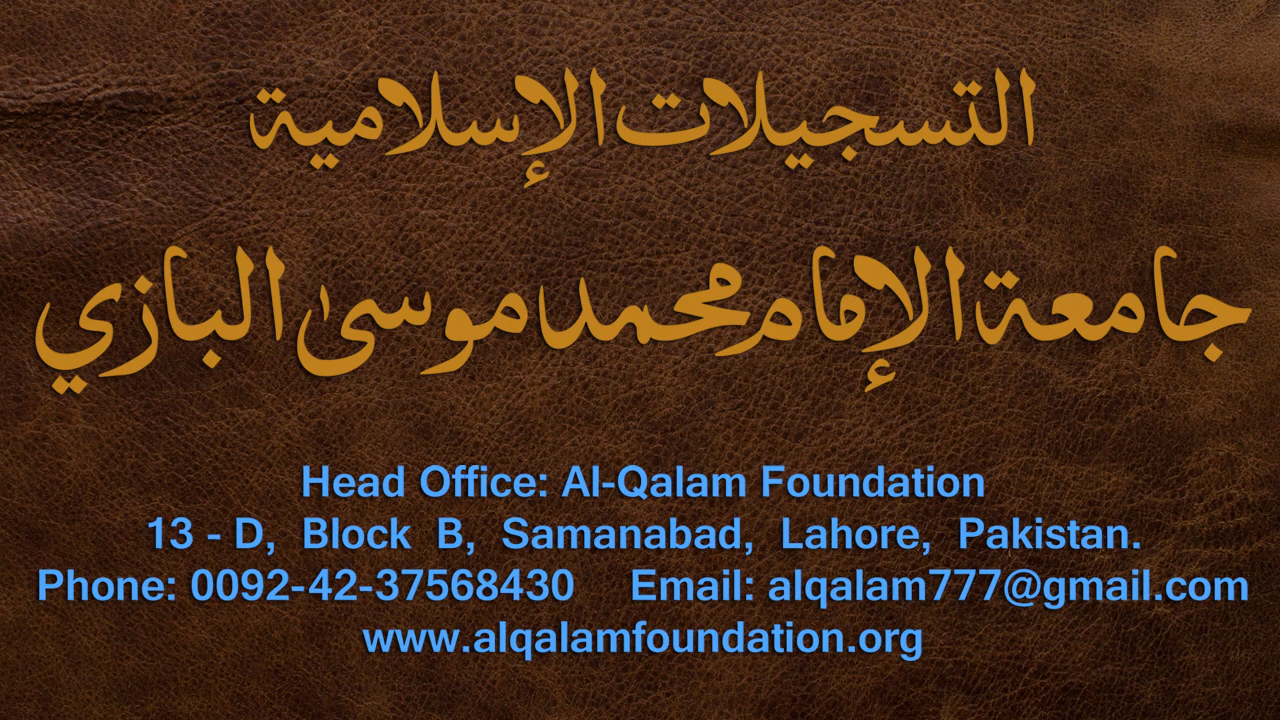 التسجيلات الإسلامية
جامعة الإمام محمد موسىٰ البازي
Head Office: Al-Qalam Foundation
13 - D, Block B, Samanabad, Lahore, Pakistan.
Phone: 0092-42-37568430 Email: alqalam777@gmail.com
www.alqalamfoundation.org